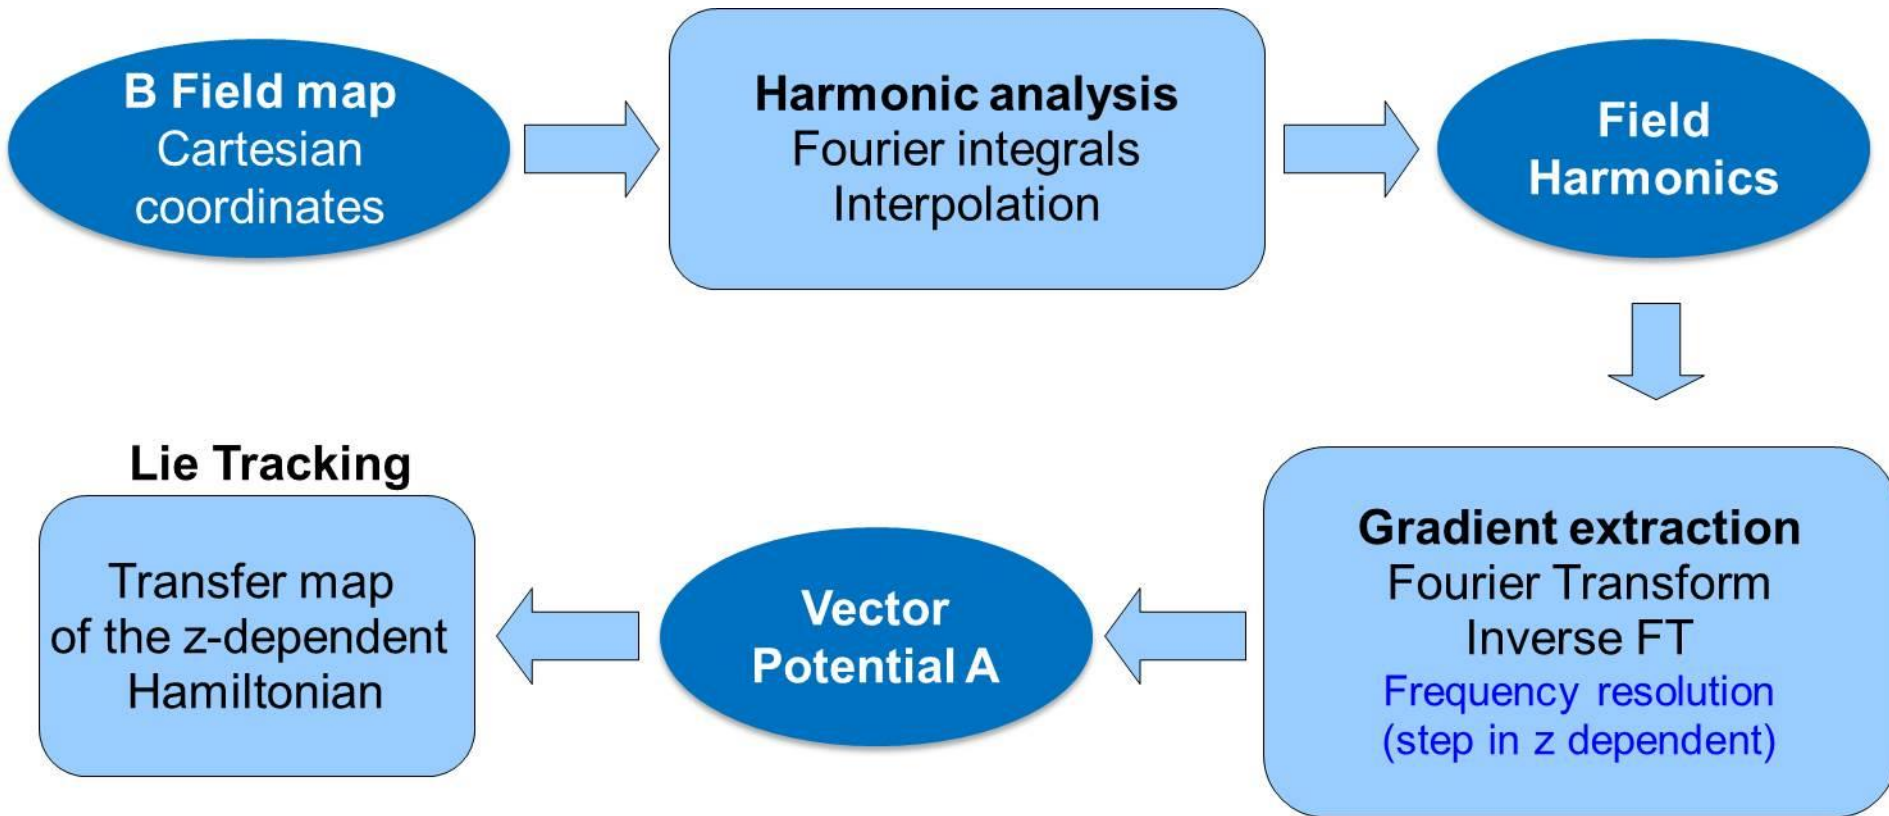 B Field map
Cartesian
coordinates
Harmonic analysis
Fourier integrals
Interpolation
Field
Harmonics
Gradient extraction
Fourier Transform
Inverse FT
Frequency resolution
(step in z dependent)
Vector
Potential A
Lie Tracking
Transfer map
of the z-dependent
Hamiltonian